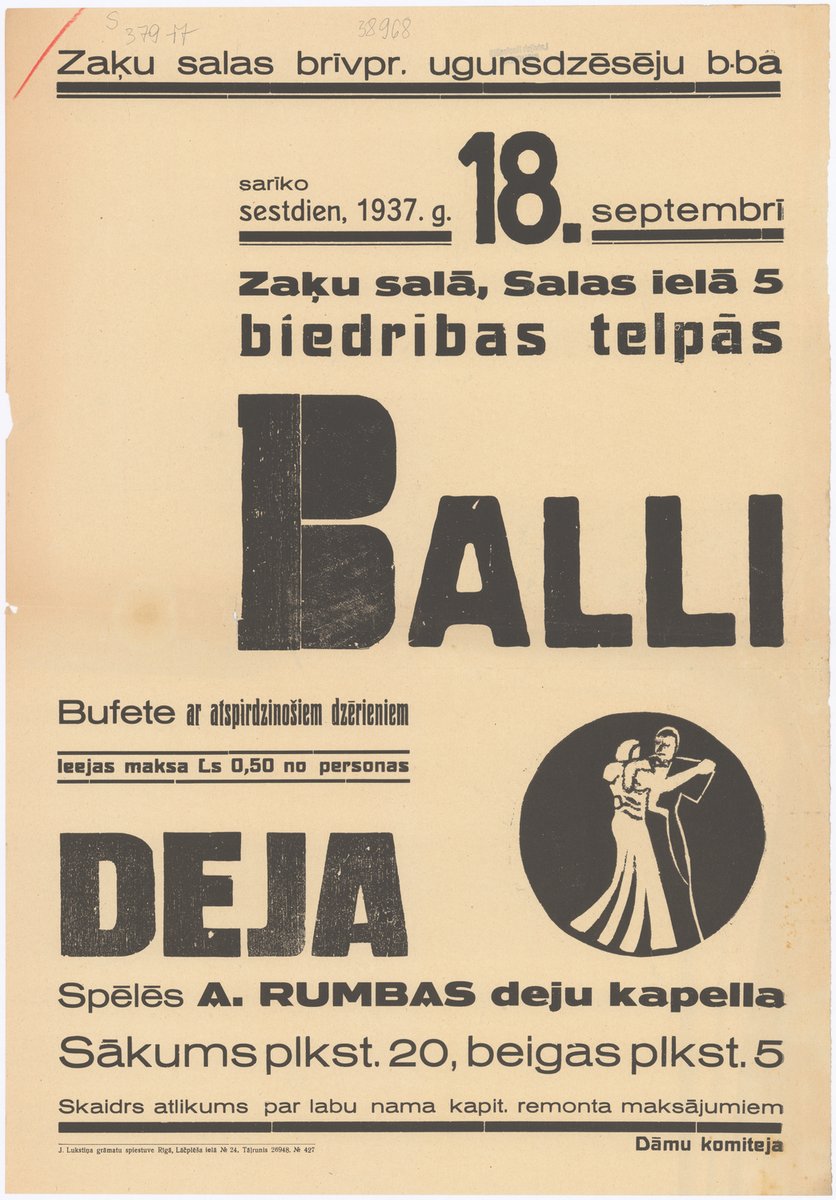 S 379 17
38968
Zaķu salas brīvpr. ugunsdzēsēju b-bā
sarīko
sestdien, 1937. g. 18. septembrī
Zaķu salā, Salas ielā 5
biedrības telpās
BALLI
Bufete ar atspirdzinošiem dzērieniem
Ieejas maksa Ls 0,50 no personas
DEJA
Spēlēs A. RUMBAS deju kapella
Sākums plkst. 20, beigas plkst. 5
Skaidrs atlikums par labu nama kapit. remonta maksājumiem
Dāmu komiteja
J. Lukstiņa grāmatu spiestuve Rīgā, Lāčplēša ielā № 24. Tālrunis 26948. № 427